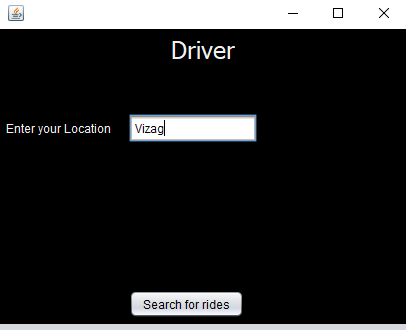 Driver
Enter your Location
Vizag
Search for rides